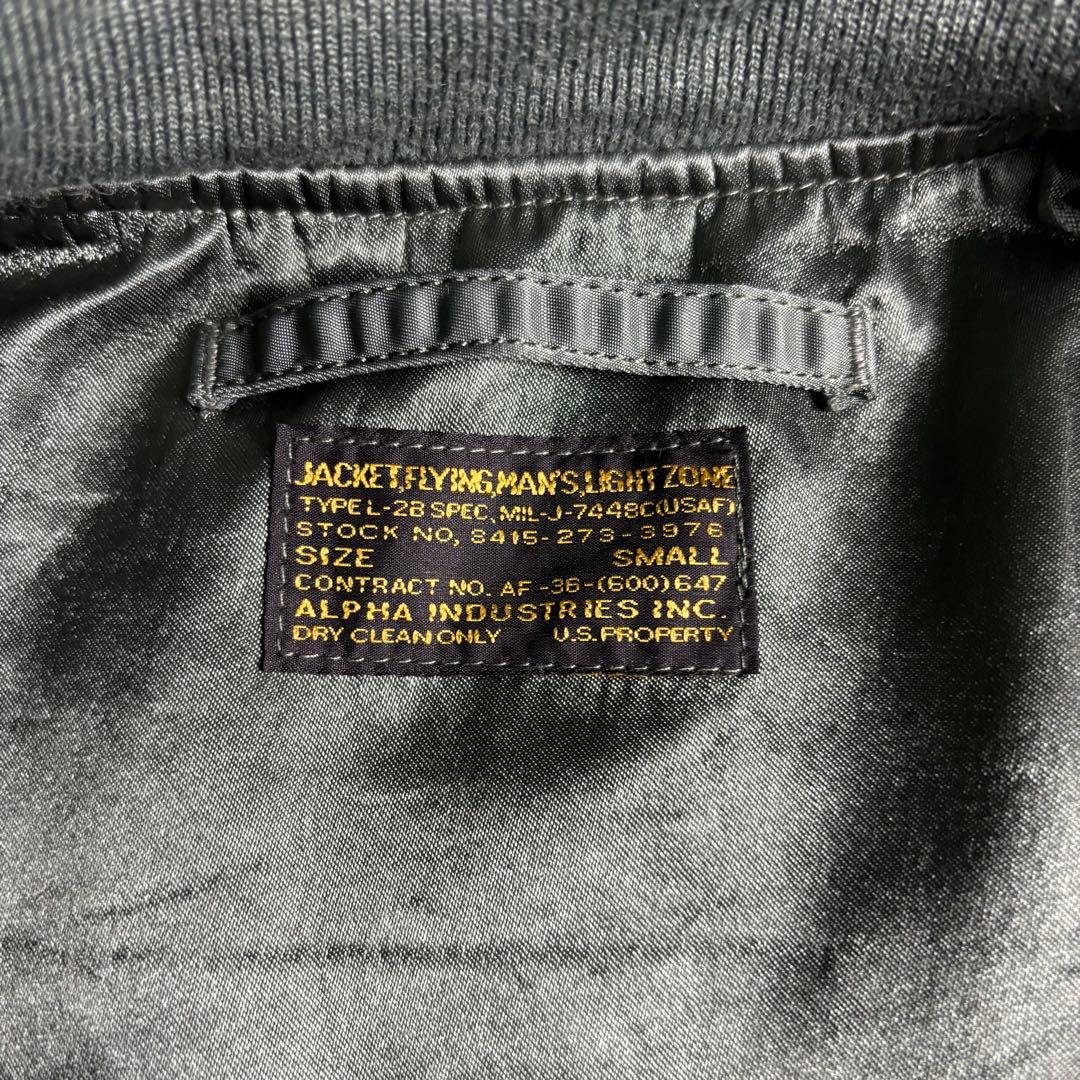 JACKET,FLYING,MAN'S,LIGHT ZONE
TYPE L-2B SPEC, MIL-J-7448C(USAF)
STOCK NO, 8415-273-3976
SIZE SMALL
CONTRACT NO. AF-36-(600)647
ALPHA INDUSTRIES INC.
DRY CLEAN ONLY U.S. PROPERTY